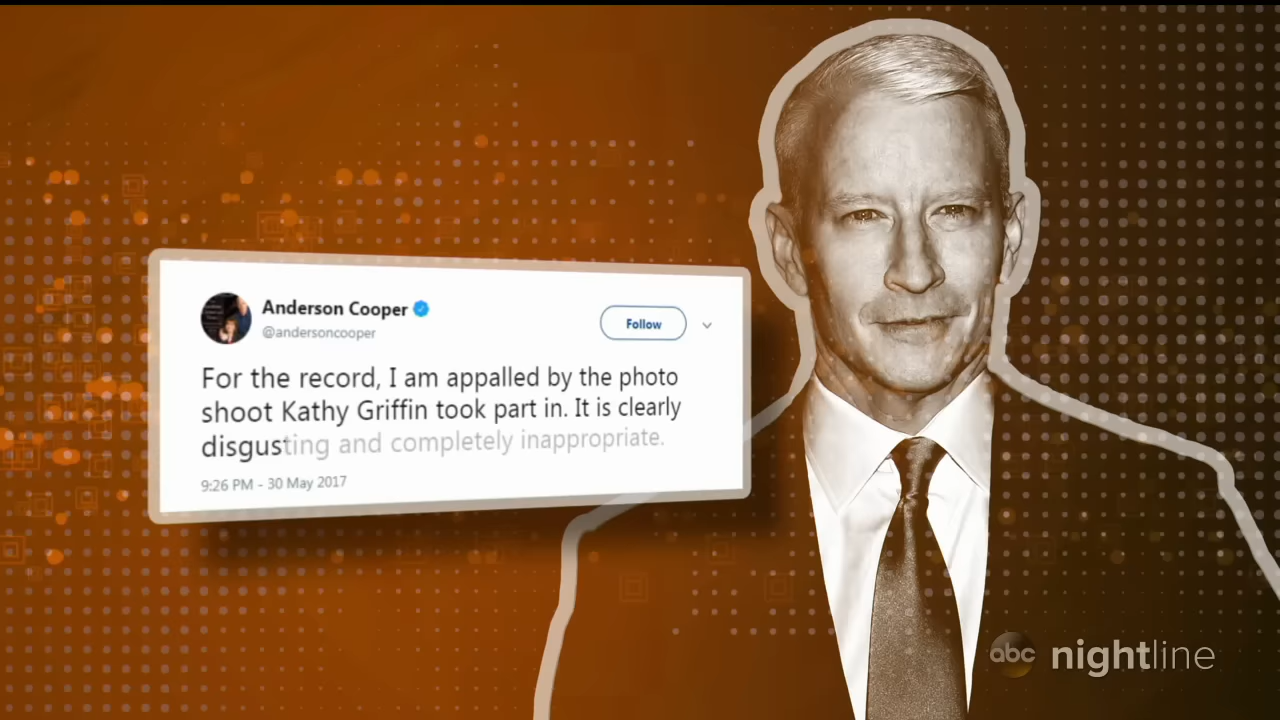 Anderson Cooper
@andersoncooper
Follow
For the record, I am appalled by the photo
shoot Kathy Griffin took part in. It is clearly
disgusting and completely inappropriate.
9:26 PM - 30 May 2017
abc nightline